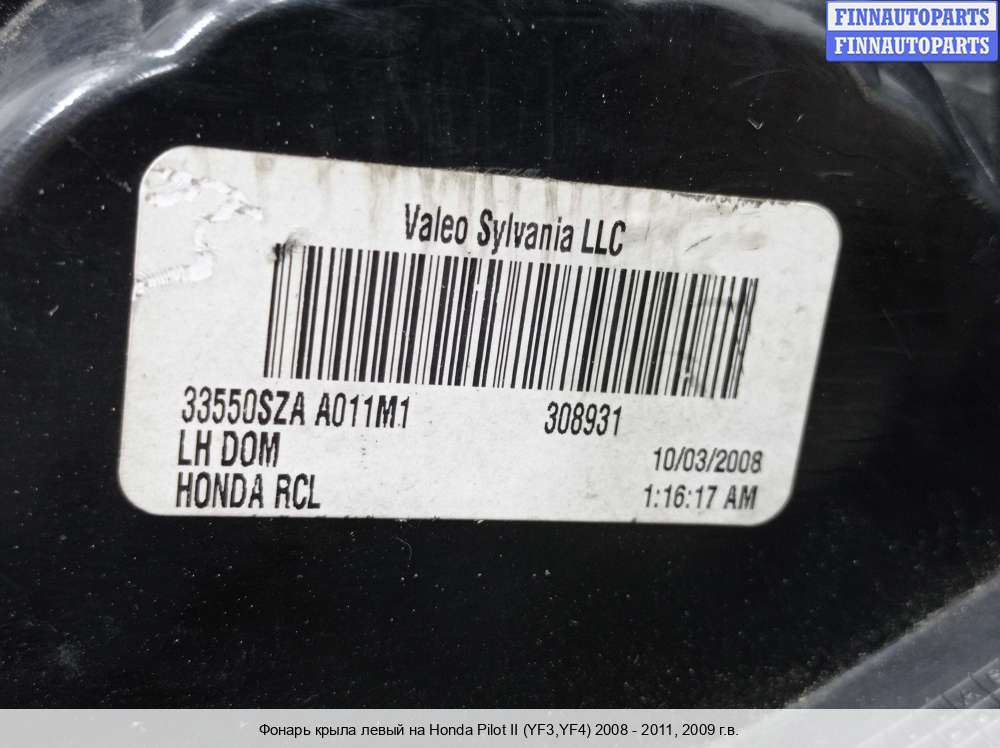 FINNAUTOPARTS
FINNAUTOPARTS
Valeo Sylvania LLC
33550SZA A011M1 308931
LH DOM 10/03/2008
HONDA RCL 1:16:17 AM
Фонарь крыла левый на Honda Pilot II (YF3,YF4) 2008 - 2011, 2009 г.в.